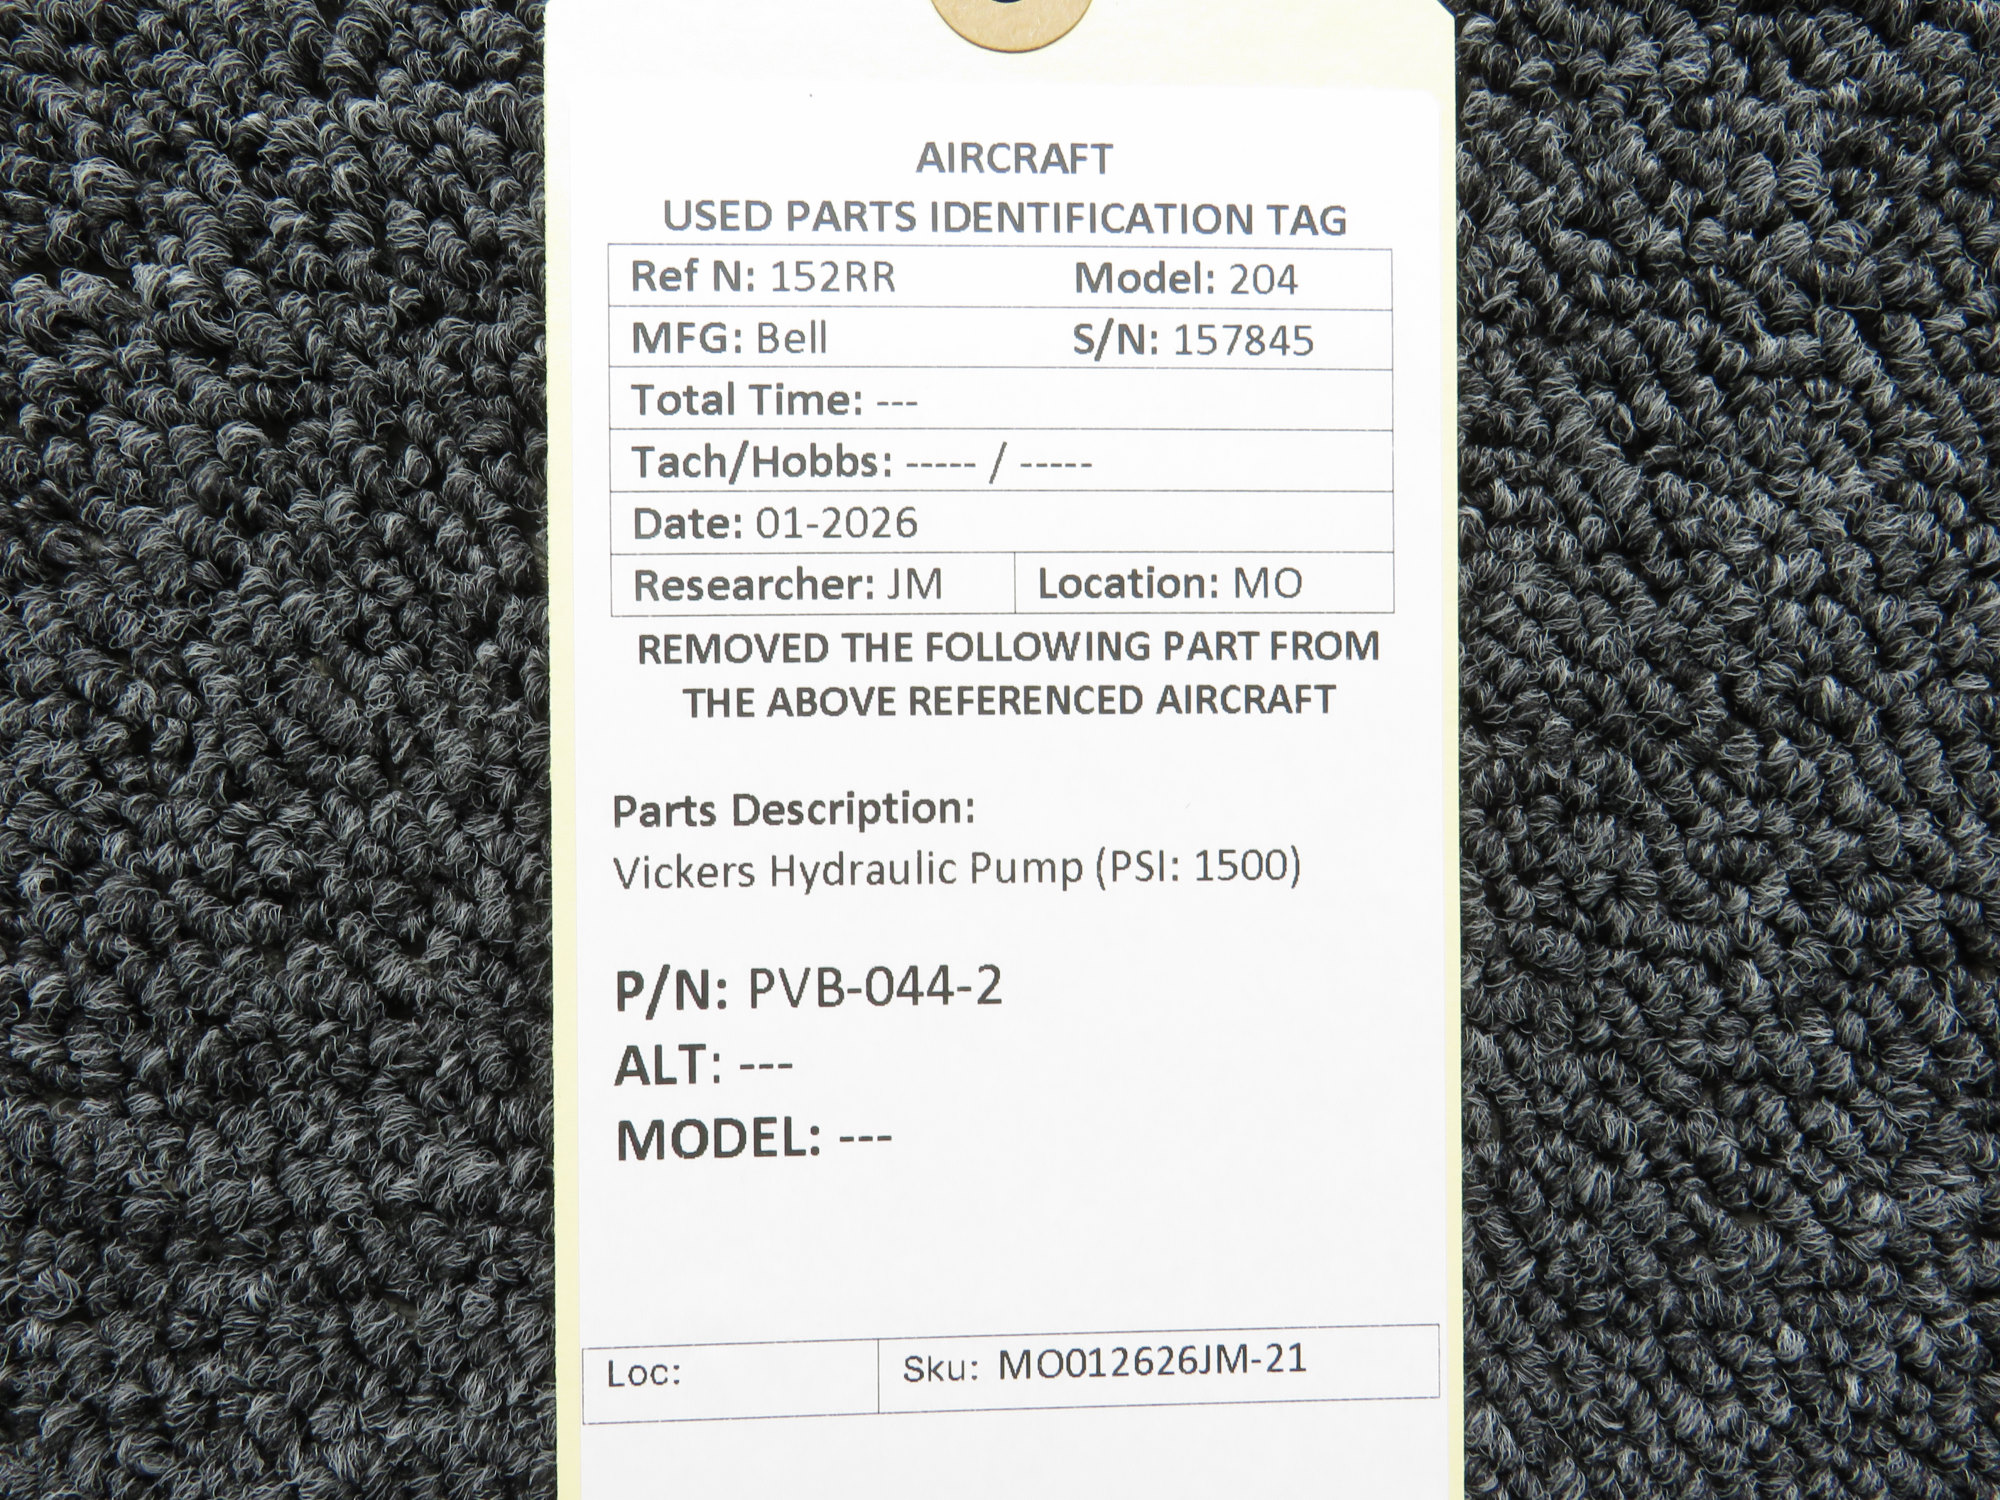 AIRCRAFT
USED PARTS IDENTIFICATION TAG
Ref N: 152RR Model: 204
MFG: Bell S/N: 157845
Total Time: ---
Tach/Hobbs: ----- / -----
Date: 01-2026
Researcher: JM Location: MO
REMOVED THE FOLLOWING PART FROM
THE ABOVE REFERENCED AIRCRAFT
Parts Description:
Vickers Hydraulic Pump (PSI: 1500)
P/N: PVB-044-2
ALT: ---
MODEL: ---
Loc: Sku: MO012626JM-21